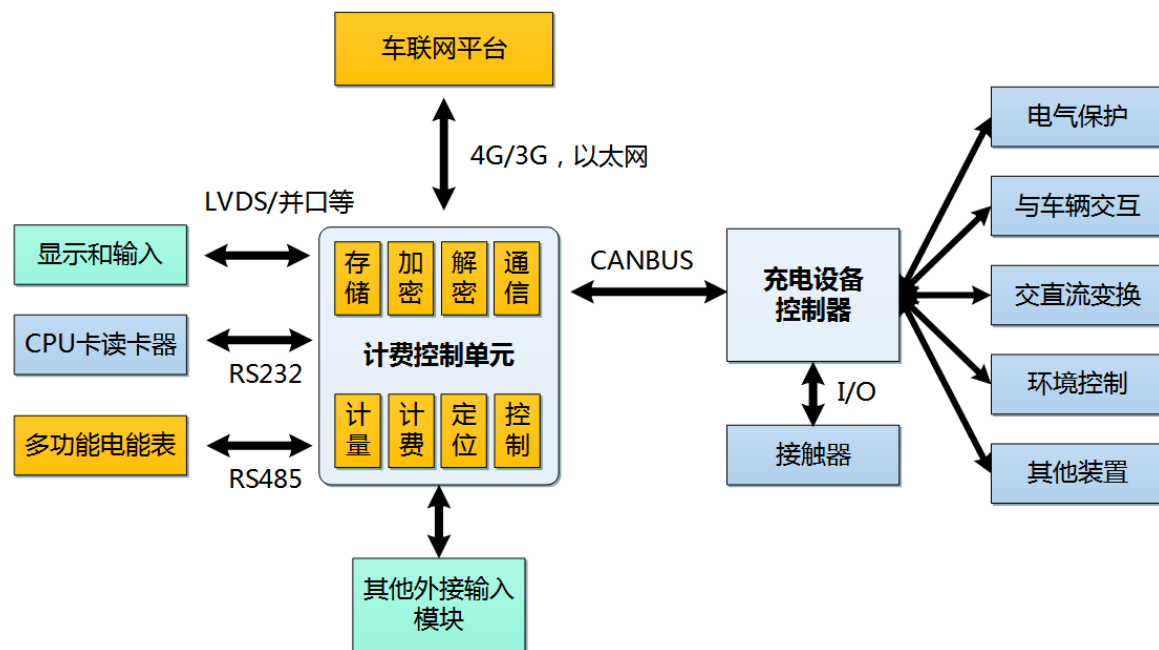 车联网平台
4G/3G，以太网
LVDS/并口等
显示和输入
CPU卡读卡器
RS232
多功能电能表
RS485
存储
加密
解密
通信
计费控制单元
计量
计费
定位
控制
其他外接输入
模块
CANBUS
充电设备
控制器
I/O
接触器
电气保护
与车辆交互
交直流变换
环境控制
其他装置